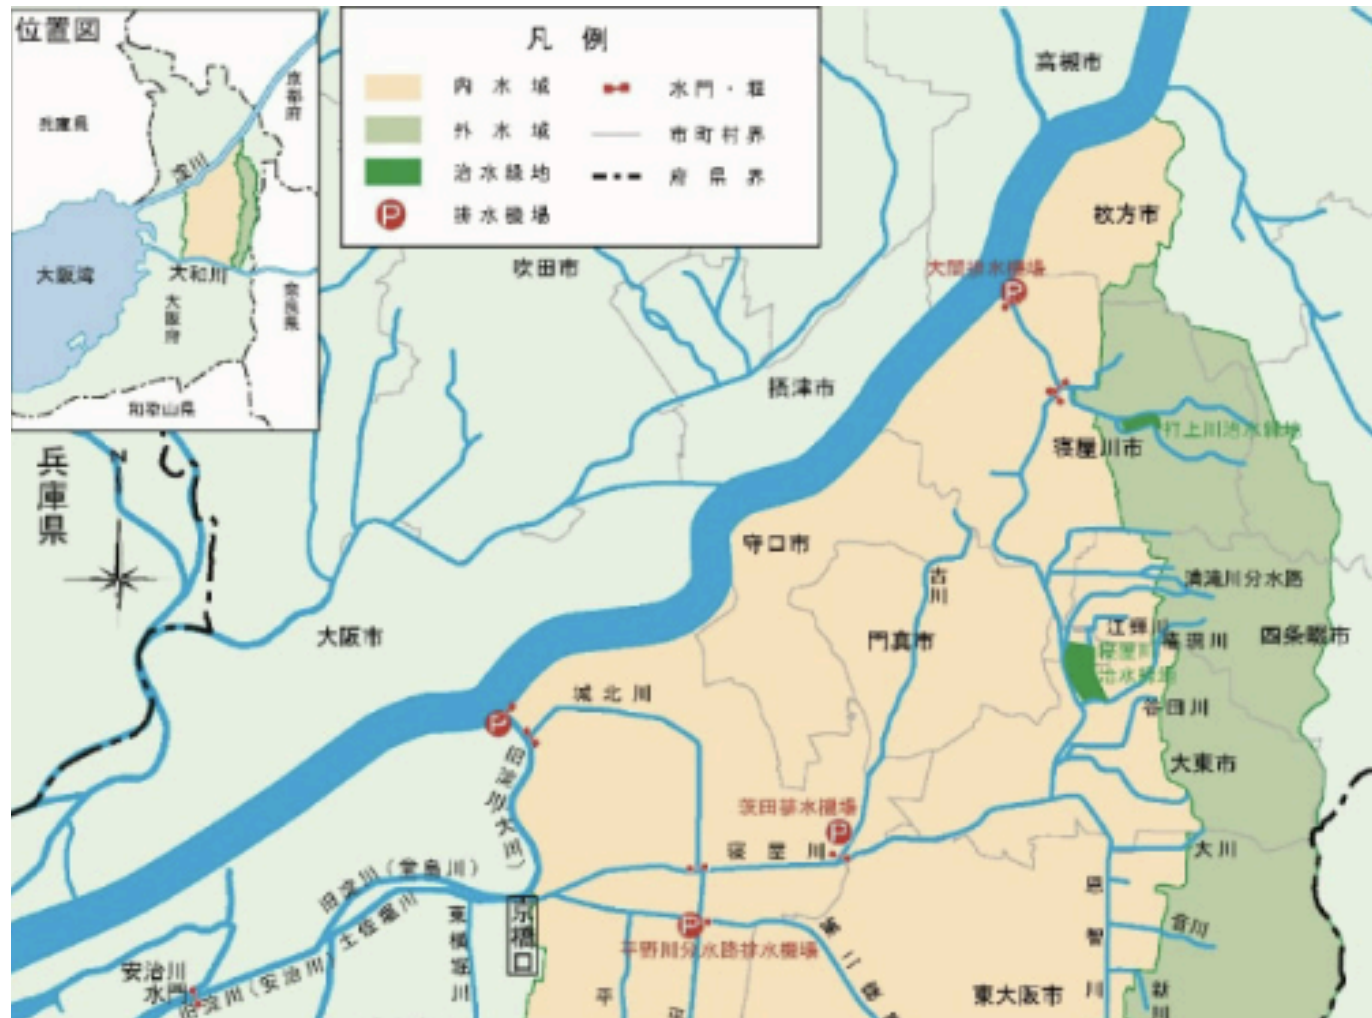 位置図
京都府
兵庫県
淀川
大阪湾
大和川
大阪府
奈良県
和歌山県
凡例
内水域
水門・堰
外水域
市町村界
治水緑地
府県界
排水機場
高槻市
枚方市
吹田市
大間排水機場
摂津市
打上川治水緑地
寝屋川市
兵庫県
N
守口市
古川
清滝川分水路
大阪市
門真市
江蝉川
四条畷市
寝屋川
治水緑地
城北川
谷田川
旧淀川(大川)
大東市
茨田排水機場
寝屋川
大川
旧淀川(堂島川)
土佐堀川
東横堀川
京橋口
恩智川
音川
平野川分水路排水機場
第二寝
安治川
水門
旧淀川(安治川)
平
東大阪市
新川